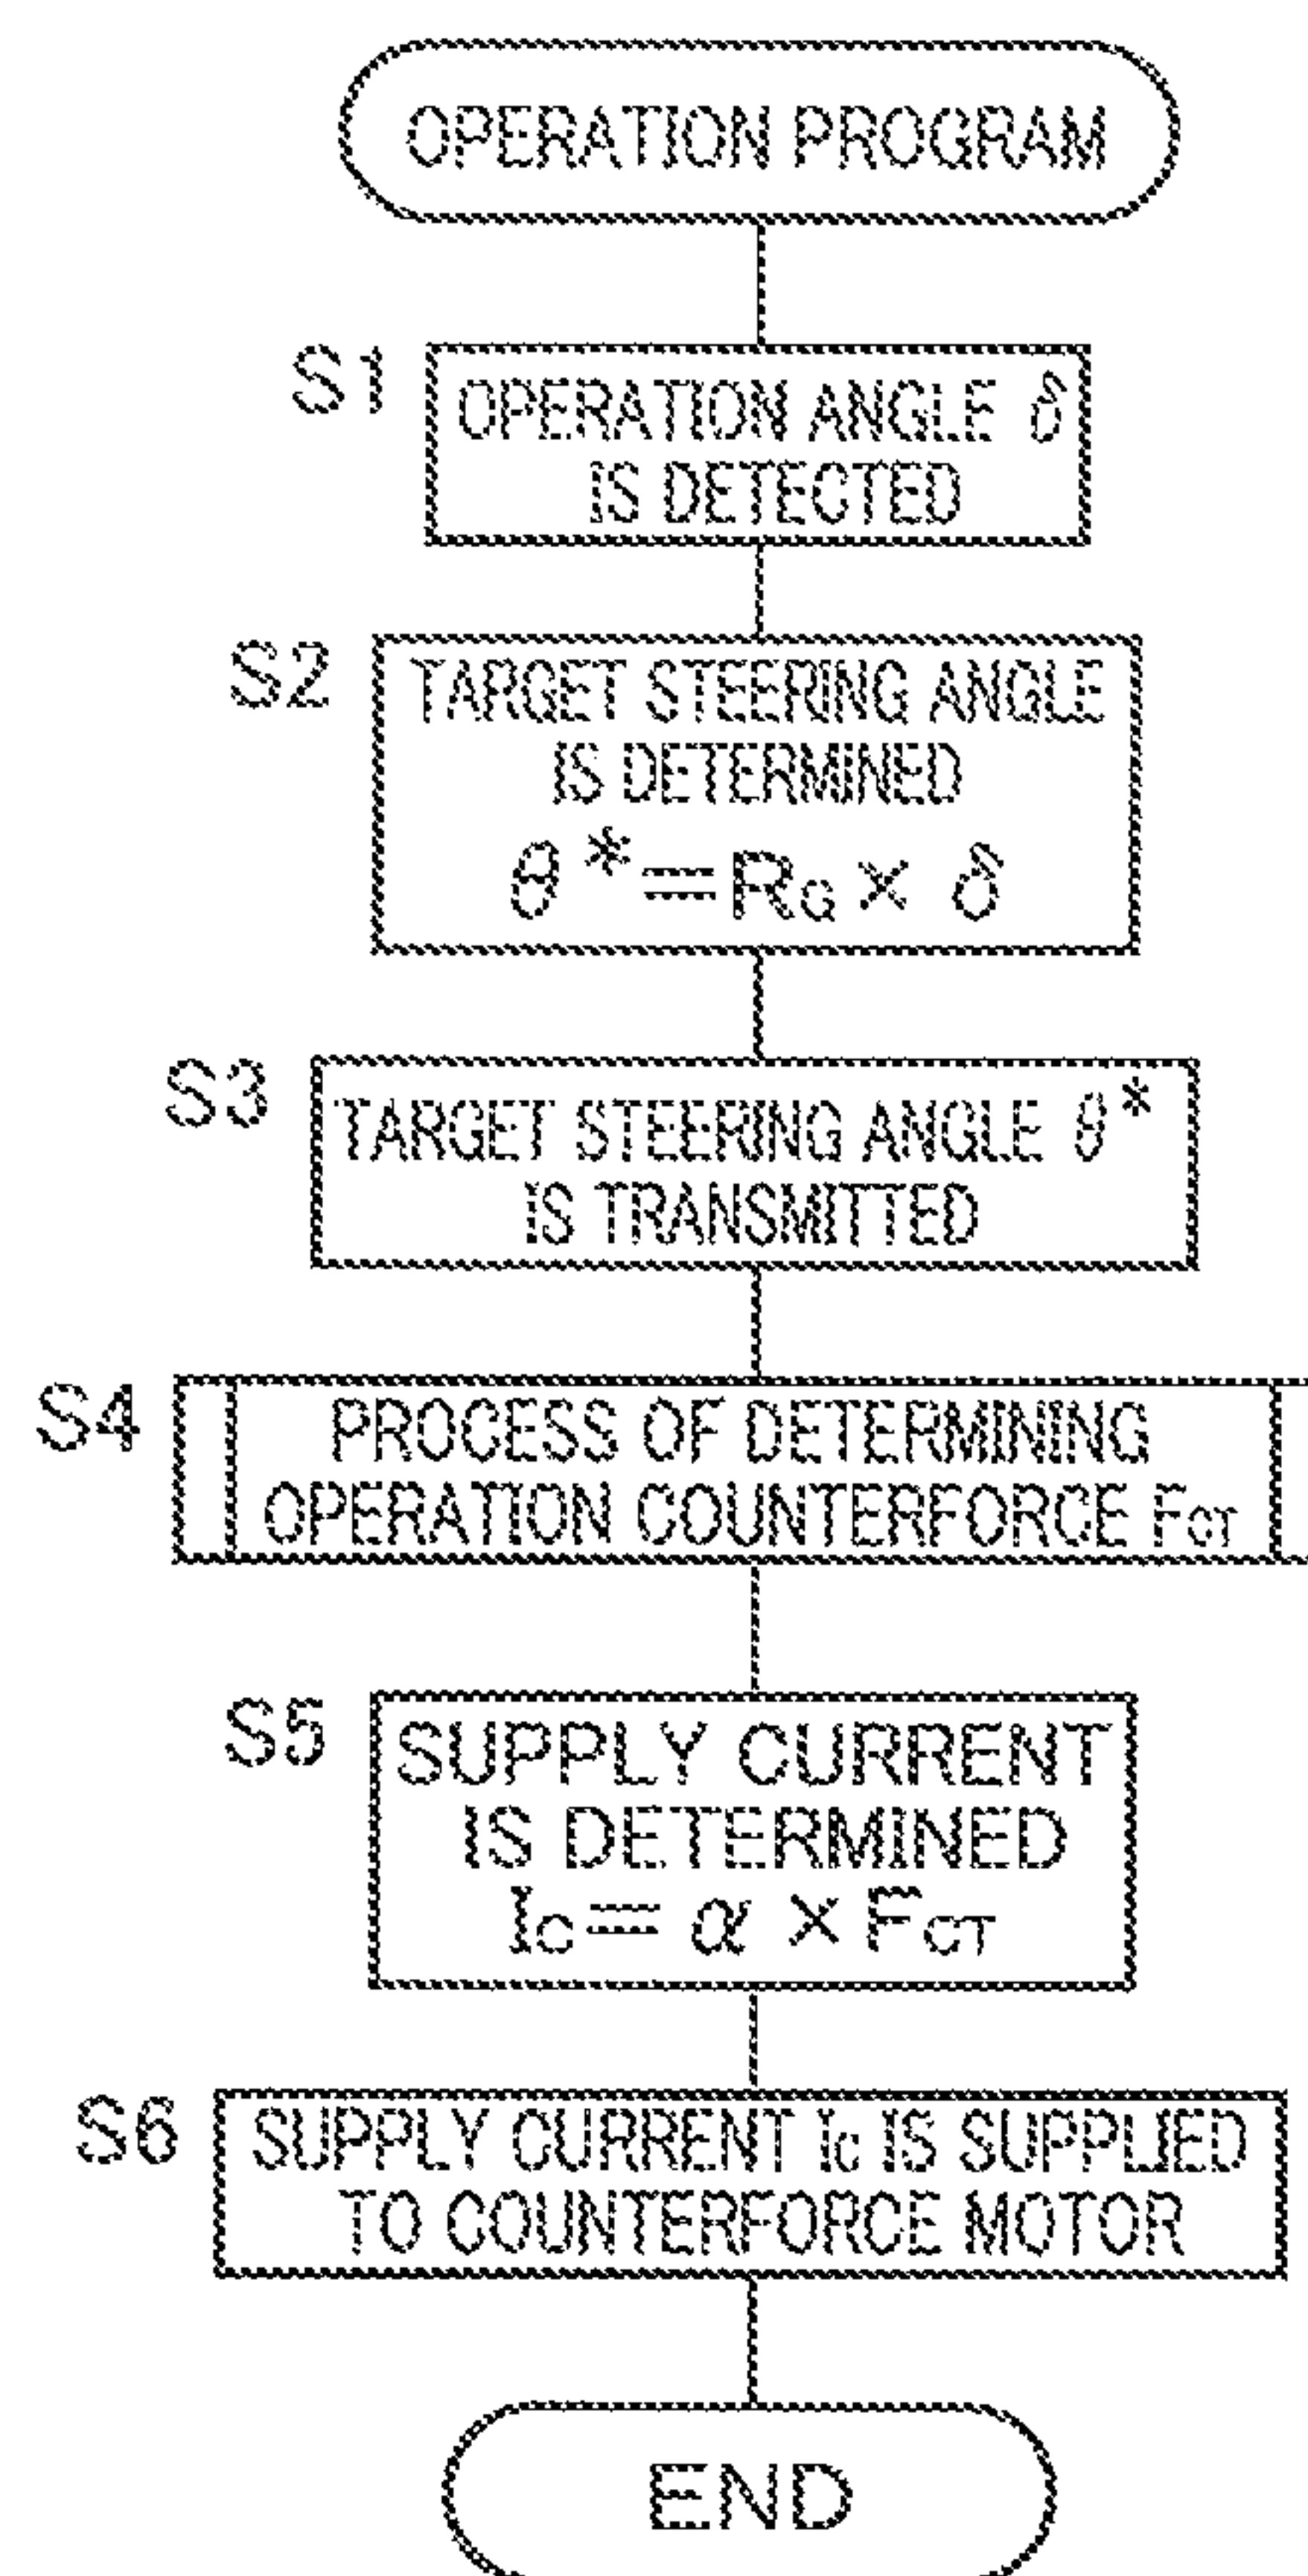 OPERATION PROGRAM
S1
OPERATION ANGLE δ
IS DETECTED
S2
TARGET STEERING ANGLE
IS DETERMINED
θ*=RG × δ
S3
TARGET STEERING ANGLE θ*
IS TRANSMITTED
S4
PROCESS OF DETERMINING
OPERATION COUNTERFORCE FCT
S5
SUPPLY CURRENT
IS DETERMINED
IC= α × FCT
S6
SUPPLY CURRENT IC IS SUPPLIED
TO COUNTERFORCE MOTOR
END